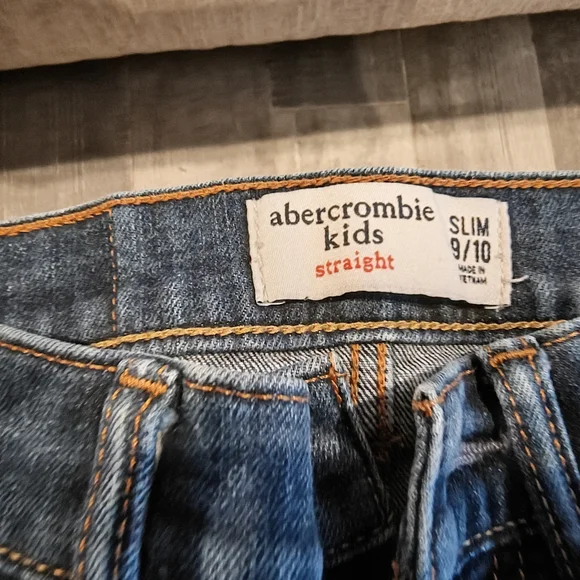 abercrombie
kids
straight
SLIM
9/10
MADE IN
VIETNAM